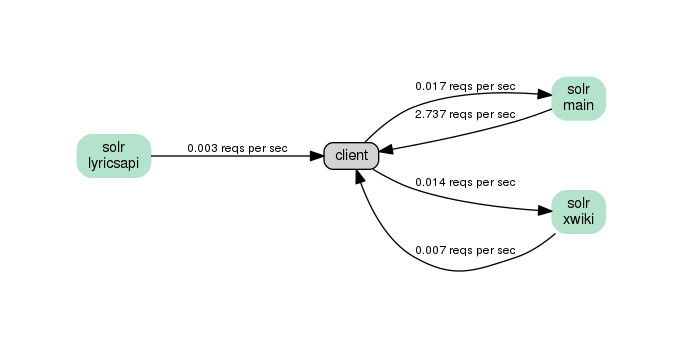 solr
lyricsapi
0.003 reqs per sec
client
0.017 reqs per sec
2.737 reqs per sec
solr
main
0.014 reqs per sec
0.007 reqs per sec
solr
xwiki